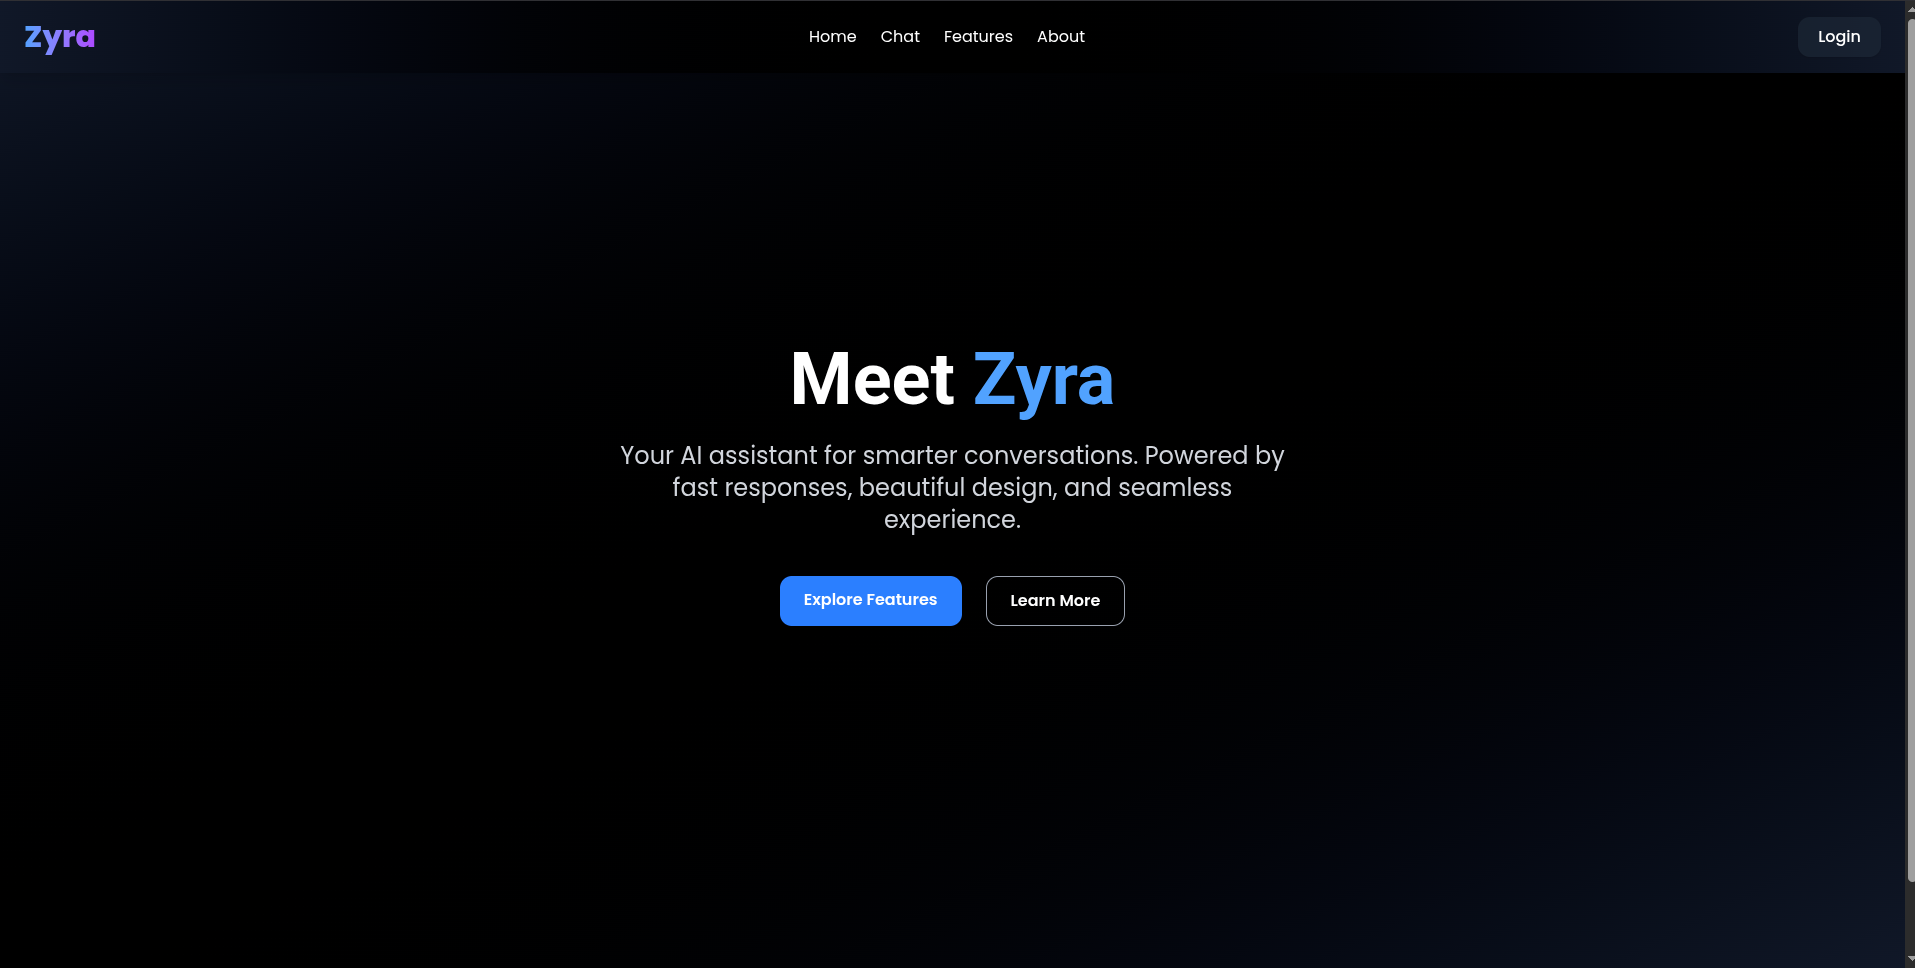 Zyra
Home Chat Features About
Login
Meet Zyra
Your AI assistant for smarter conversations. Powered by
fast responses, beautiful design, and seamless
experience.
Explore Features
Learn More